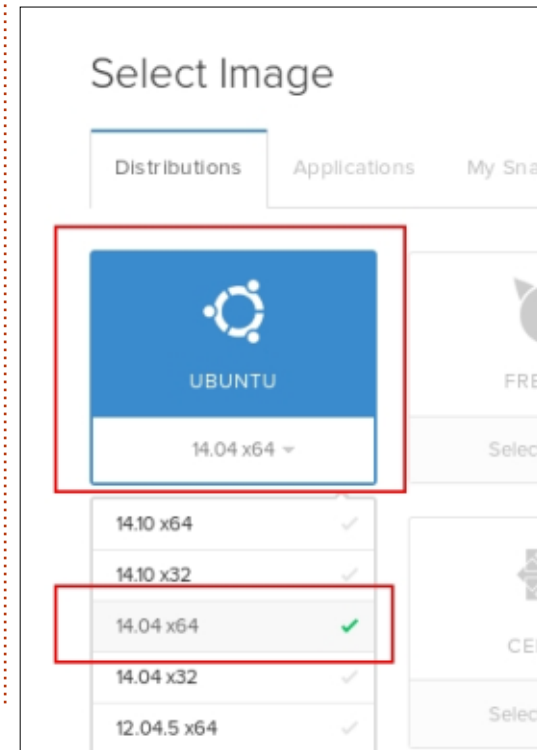 Select Image
Distributions Applications My
UBUNTU
14.04 x64
14.10 x64
14.10 x32
14.04 x64
14.04 x32
12.04.5 x64